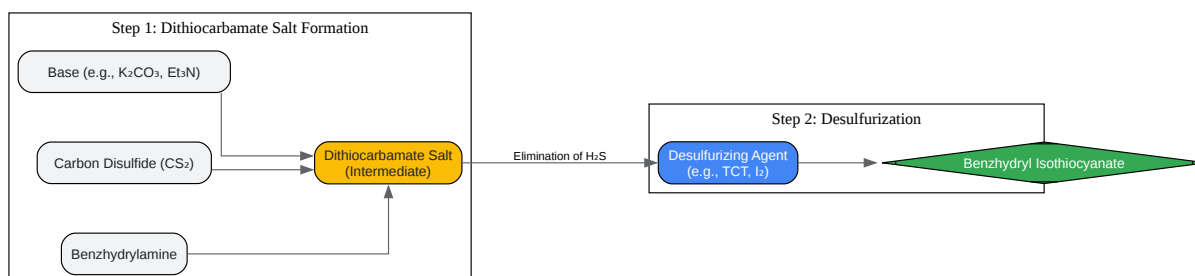 Step 1: Dithiocarbamate Salt Formation
Base (e.g., K₂CO₃, Et₃N)
Carbon Disulfide (CS₂)
Benzhydrylamine
Dithiocarbamate Salt
(Intermediate)
Elimination of H₂S
Step 2: Desulfurization
Desulfurizing Agent
(e.g., TCT, I₂)
Benzhydryl Isothiocyanate